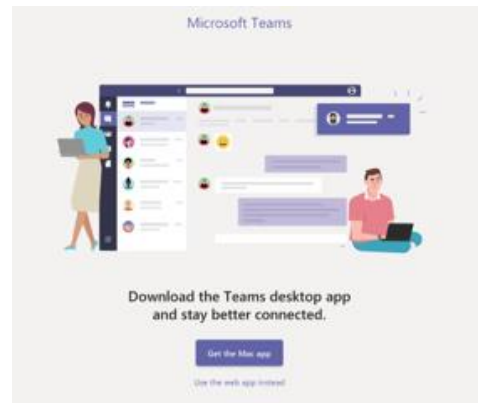 Microsoft Teams
Download the Teams desktop app
and stay better connected.
Get the Mac app
Use the web app instead